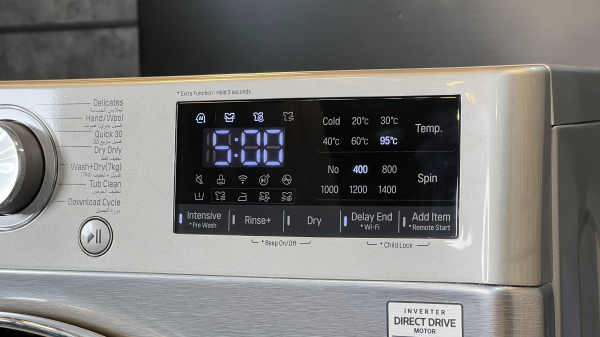 * Extra Function : Hold 3 seconds
Delicates
Hand/Wool
Quick 30
Dry Only
Wash+Dry(7kg)
Tub Clean
Download Cycle
دورة التحميل
5:00
Cold 20°c 30°c
40°c 60°c 95°c
Temp.
No 400 800
1000 1200 1400
Spin
Intensive
* Pre Wash
Rinse+
Dry
Delay End
* Wi-Fi
Add Item
* Remote Start
* Beep On/Off
* Child Lock
INVERTER
DIRECT DRIVE
MOTOR